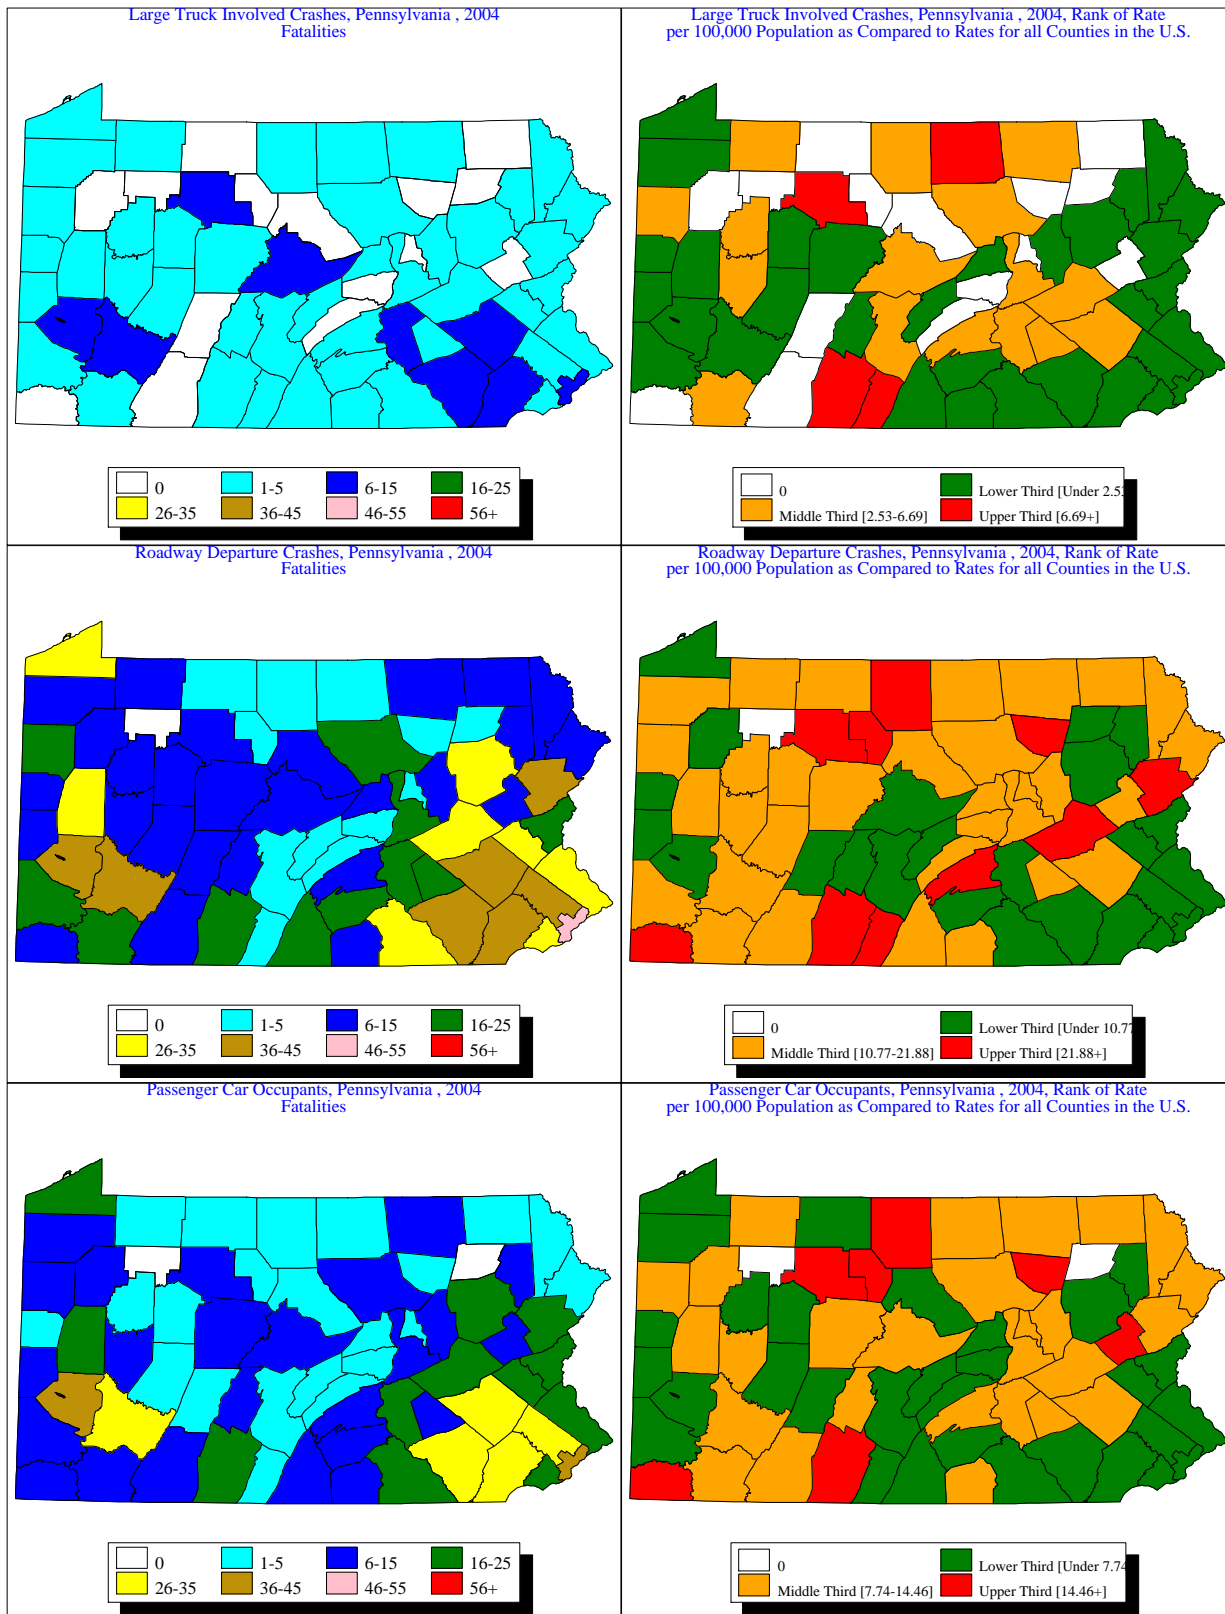 Large Truck Involved Crashes, Pennsylvania , 2004
Fatalities
0
1-5
6-15
16-25
26-35
36-45
46-55
56+
Large Truck Involved Crashes, Pennsylvania , 2004, Rank of Rate
per 100,000 Population as Compared to Rates for all Counties in the U.S.
0
Lower Third [Under 2.53
Middle Third [2.53-6.69]
Upper Third [6.69+]
Roadway Departure Crashes, Pennsylvania , 2004
Fatalities
0
1-5
6-15
16-25
26-35
36-45
46-55
56+
Roadway Departure Crashes, Pennsylvania , 2004, Rank of Rate
per 100,000 Population as Compared to Rates for all Counties in the U.S.
0
Lower Third [Under 10.77
Middle Third [10.77-21.88]
Upper Third [21.88+]
Passenger Car Occupants, Pennsylvania , 2004
Fatalities
0
1-5
6-15
16-25
26-35
36-45
46-55
56+
Passenger Car Occupants, Pennsylvania , 2004, Rank of Rate
per 100,000 Population as Compared to Rates for all Counties in the U.S.
0
Lower Third [Under 7.74
Middle Third [7.74-14.46]
Upper Third [14.46+]